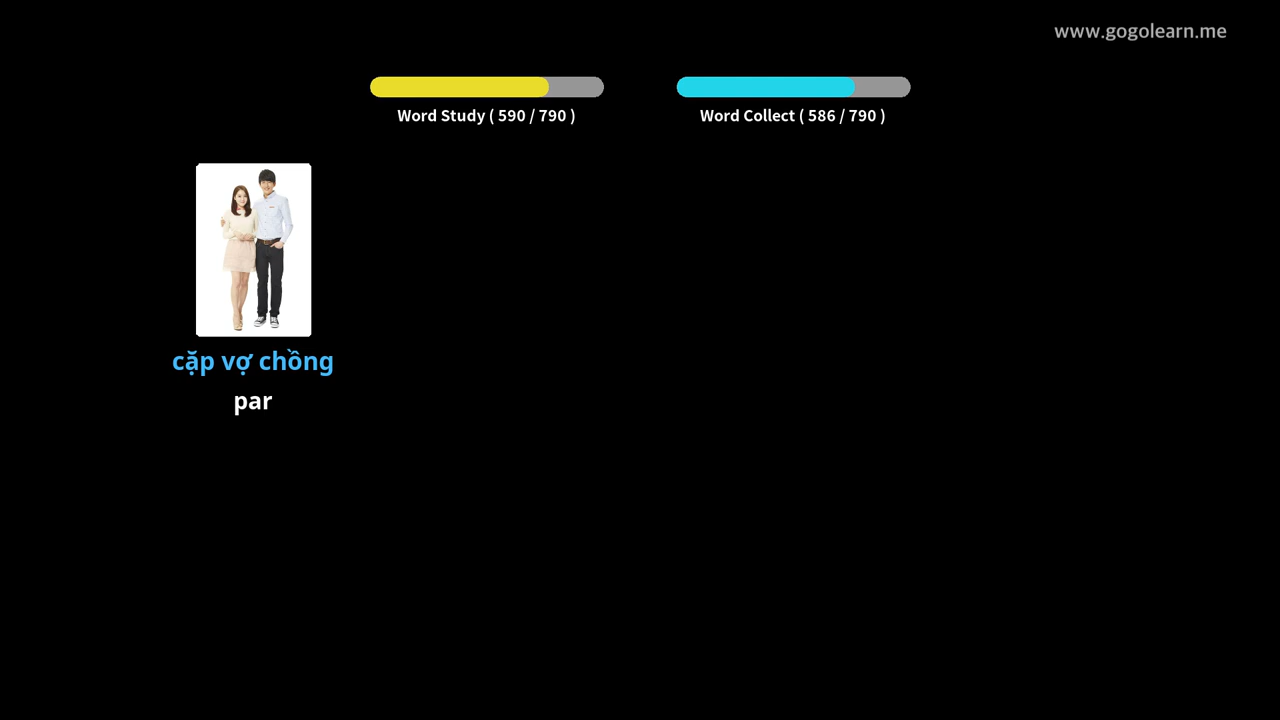 www.gogolearn.me
Word Study ( 590 / 790 )
Word Collect ( 586 / 790 )
cặp vợ chồng
par